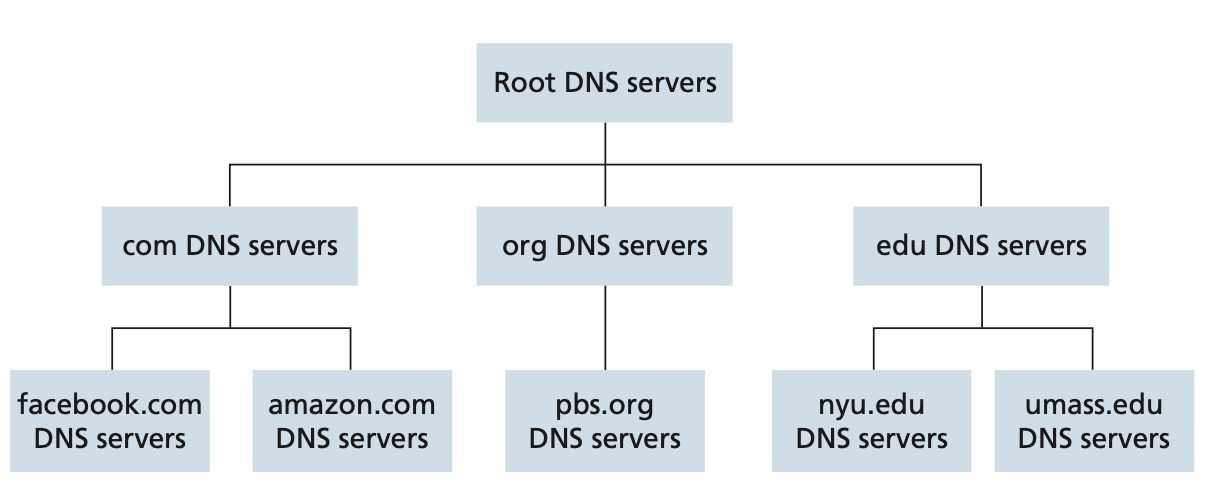 Root DNS servers
com DNS servers
org DNS servers
edu DNS servers
facebook.com
DNS servers
amazon.com
DNS servers
pbs.org
DNS servers
nyu.edu
DNS servers
umass.edu
DNS servers